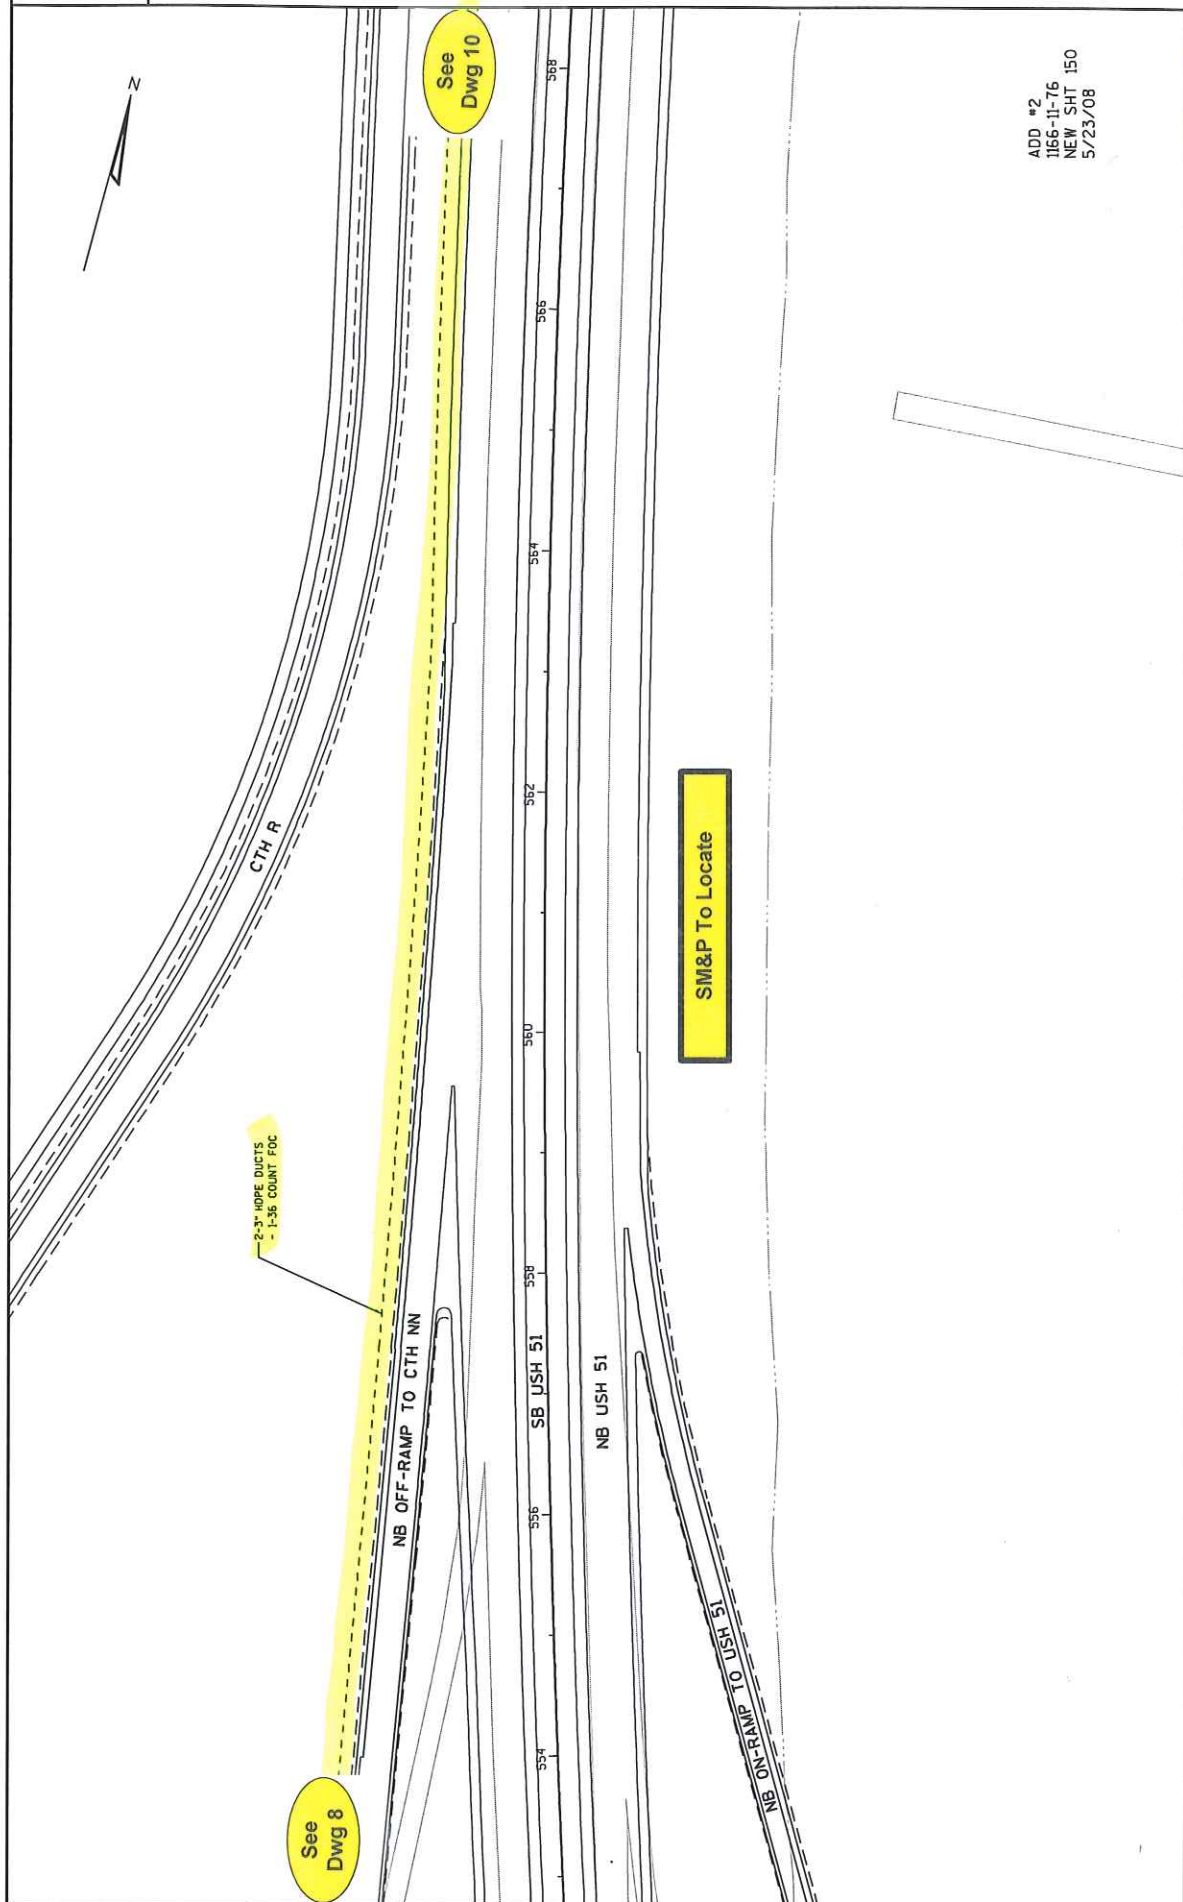 See
Dwg 10
568
N
ADD #2
1166-11-76
NEW SHT 150
5/23/08
566
564
562
CTH R
SM&P To Locate
560
2-3" HDPE DUCTS
- 1-36 COUNT FOC
558
NB OFF-RAMP TO CTH NN
SB USH 51
NB USH 51
556
554
NB ON-RAMP TO USH 51
See
Dwg 8